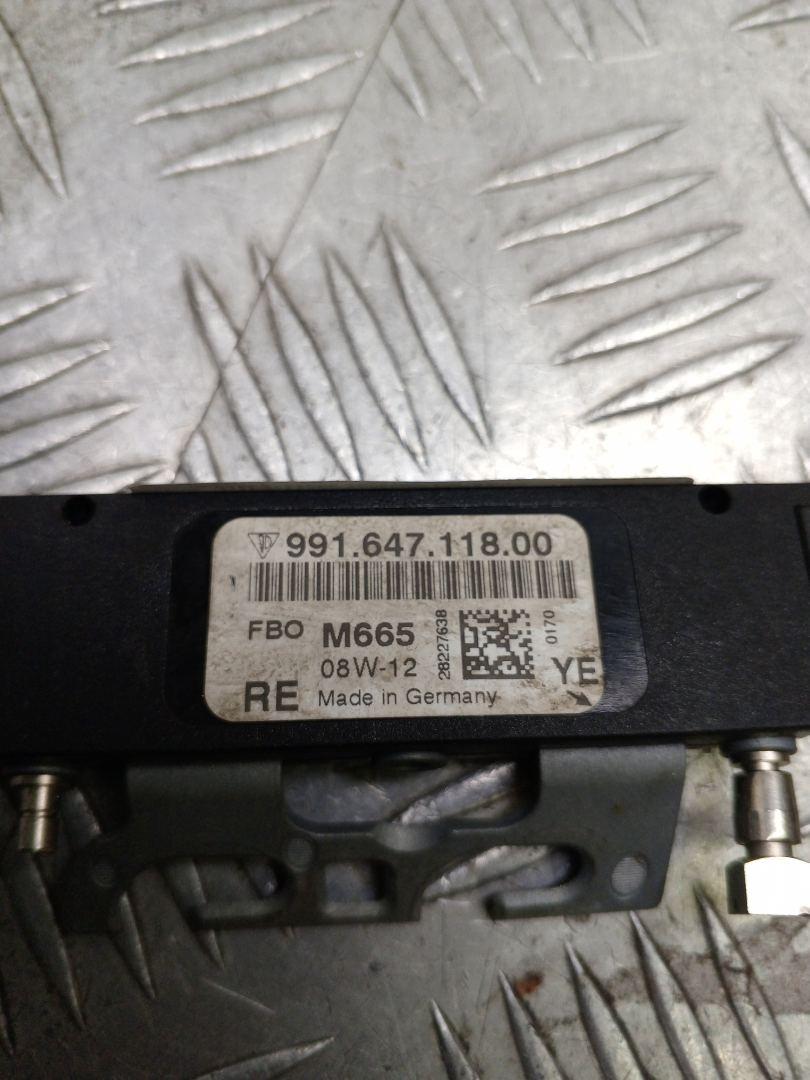 991.647.118.00
FBO M665
08W-12
RE Made in Germany
28227638
0170
YE